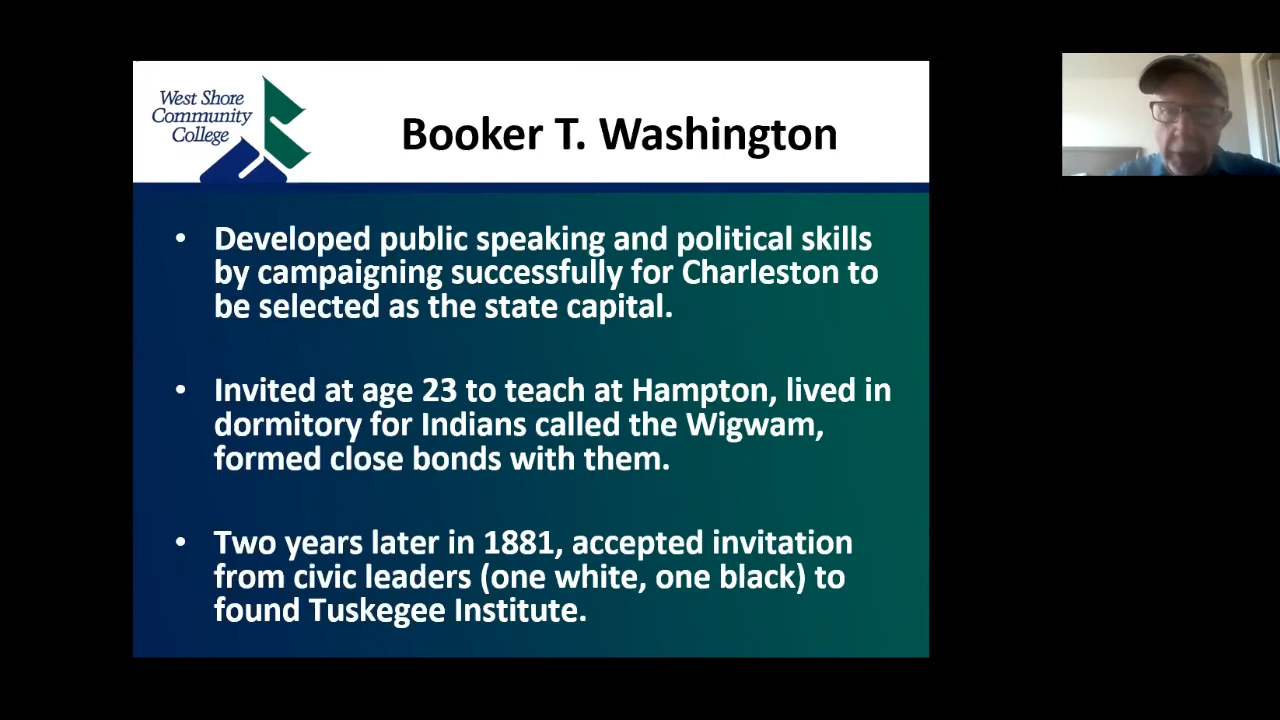 West Shore
Community
College
Booker T. Washington
• Developed public speaking and political skills
by campaigning successfully for Charleston to
be selected as the state capital.
• Invited at age 23 to teach at Hampton, lived in
dormitory for Indians called the Wigwam,
formed close bonds with them.
• Two years later in 1881, accepted invitation
from civic leaders (one white, one black) to
found Tuskegee Institute.